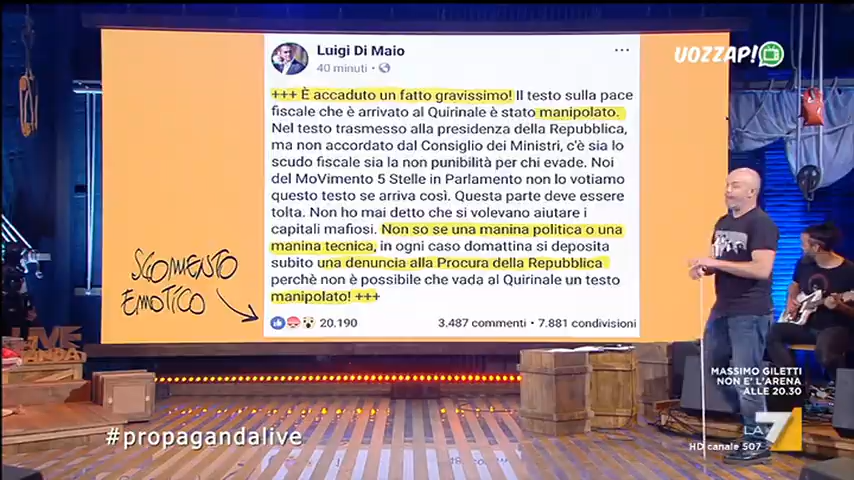 Luigi Di Maio
40 minuti
+++ È accaduto un fatto gravissimo! Il testo sulla pace
fiscale che è arrivato al Quirinale è stato manipolato.
Nel testo trasmesso alla presidenza della Repubblica,
ma non accordato dal Consiglio dei Ministri, c'è sia lo
scudo fiscale sia la non punibilità per chi evade. Noi
del MoVimento 5 Stelle in Parlamento non lo votiamo
questo testo se arriva così. Questa parte deve essere
tolta. Non ho mai detto che si volevano aiutare i
capitali mafiosi. Non so se una manina politica o una
manina tecnica, in ogni caso domattina si deposita
subito una denuncia alla Procura della Repubblica
perchè non è possibile che vada al Quirinale un testo
manipolato! +++
20.190 3.487 commenti • 7.881 condivisioni
UOZZAP!
SGOMENTO
EMOTICO
LIVE
#propagandalive
MASSIMO GILETTI
NON E' L'ARENA
ALLE 20.30
LA 7
HD canale 507